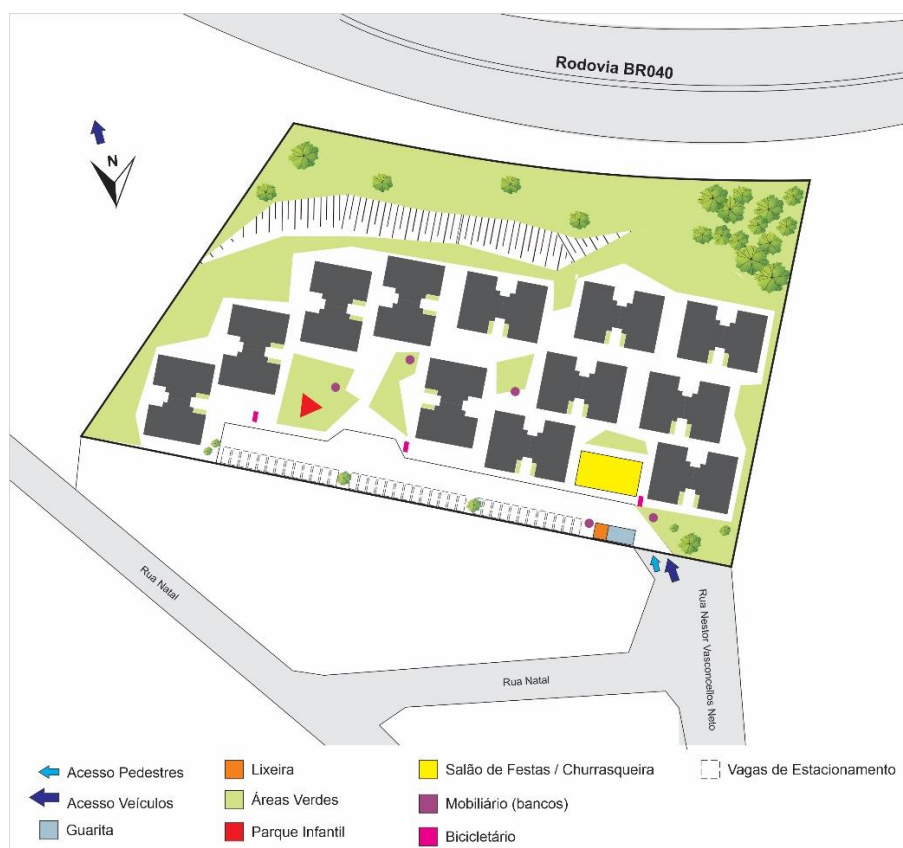 Rodovia BR040
N
Rua Natal
Rua Natal
Rua Nestor Vasconcellos Neto
Acesso Pedestres
Lixeira
Salão de Festas / Churrasqueira
Vagas de Estacionamento
Acesso Veículos
Áreas Verdes
Mobiliário (bancos)
Guarita
Parque Infantil
Bicicletário